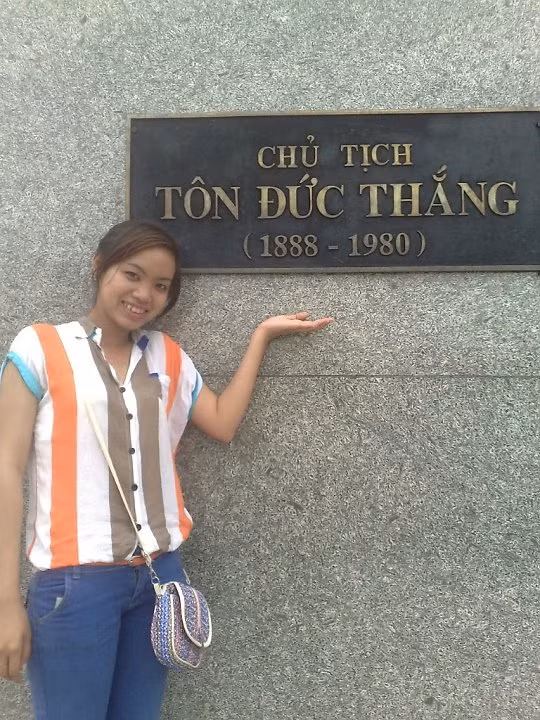 CHỦ TỊCH
TÔN ĐỨC THẮNG
(1888 - 1980)